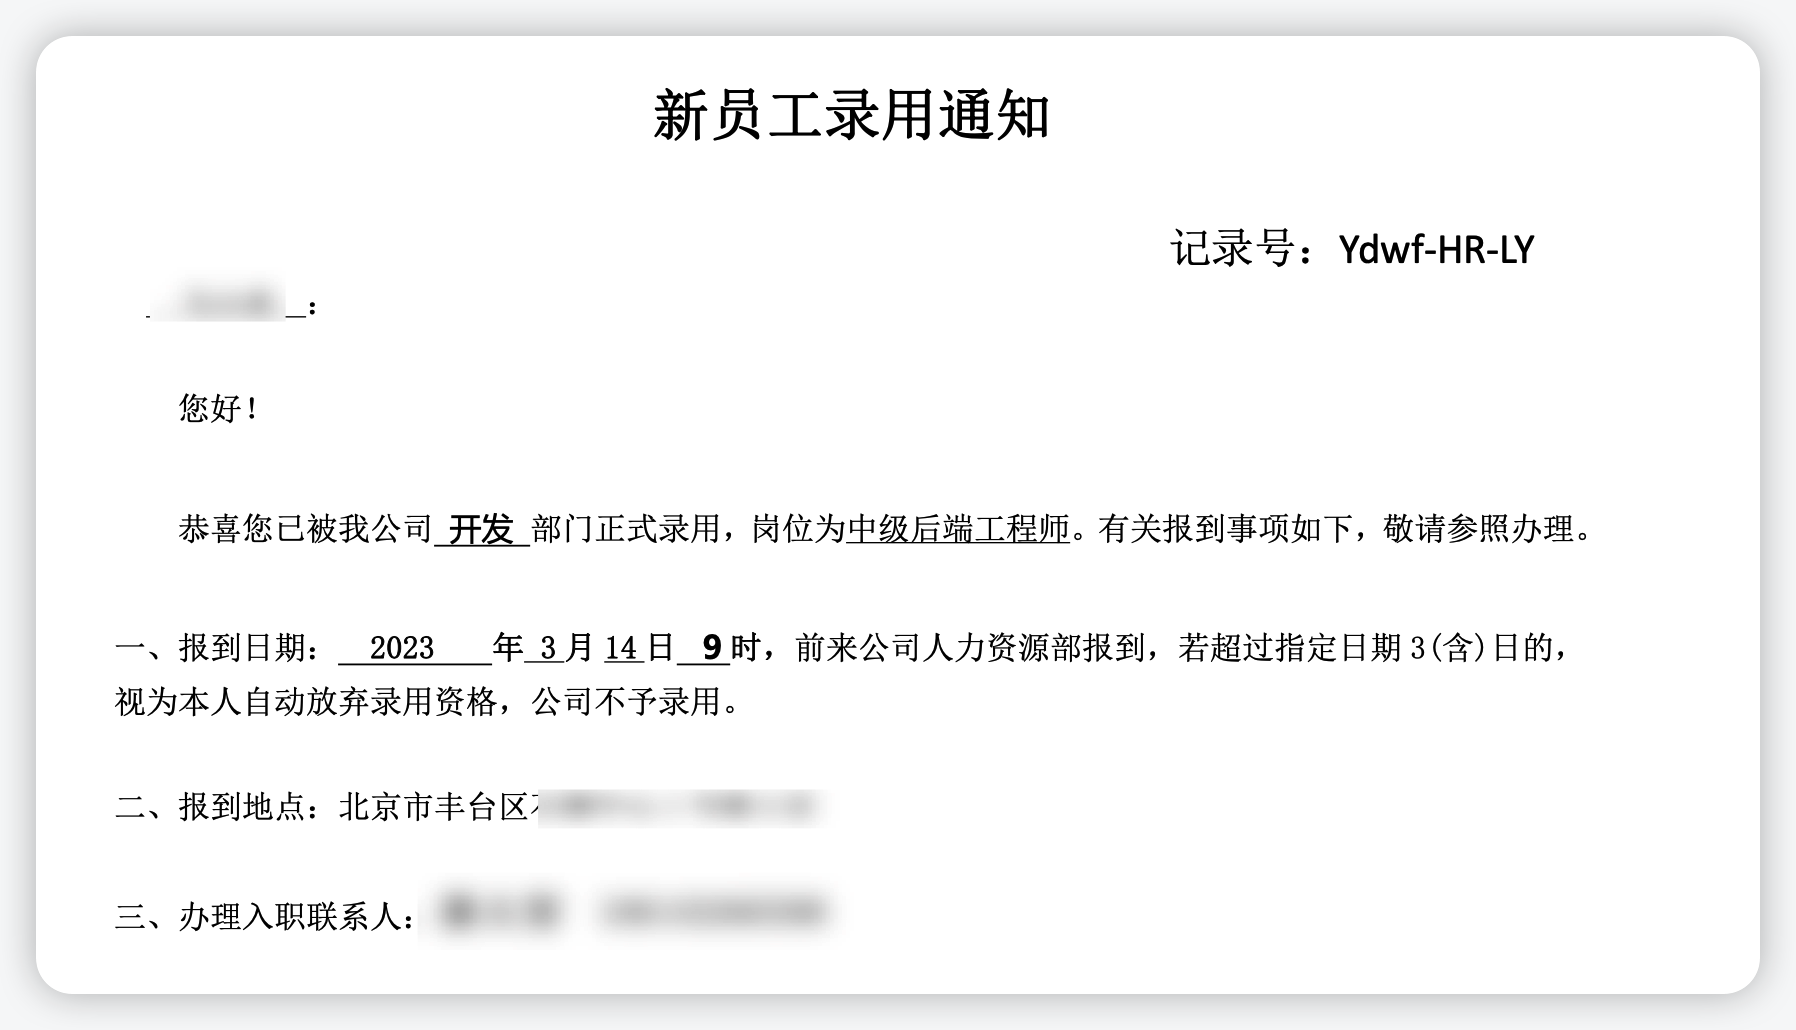 新员工录用通知
记录号：Ydwf-HR-LY
：
您好！
恭喜您已被我公司 开发 部门正式录用，岗位为中级后端工程师。有关报到事项如下，敬请参照办理。
一、报到日期： 2023 年 3 月 14 日 9 时，前来公司人力资源部报到，若超过指定日期 3(含)日的，
视为本人自动放弃录用资格，公司不予录用。
二、报到地点：北京市丰台区
三、办理入职联系人：